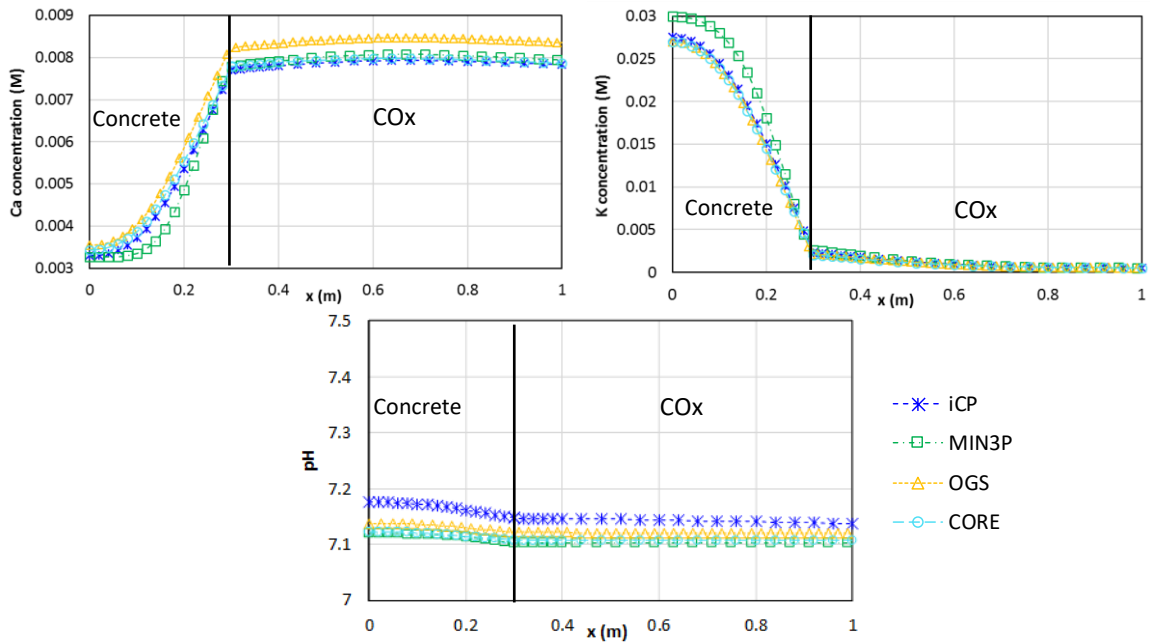 Ca concentration (M)
0.009
0.008
0.007
0.006
0.005
0.004
0.003
Concrete
COx
0 0.2 0.4 0.6 0.8 1
x (m)
K concentration (M)
0.03
0.025
0.02
0.015
0.01
0.005
0
Concrete
COx
0 0.2 0.4 0.6 0.8 1
x (m)
pH
7.5
7.4
7.3
7.2
7.1
7
Concrete
COx
0 0.2 0.4 0.6 0.8 1
x (m)
iCP
MIN3P
OGS
CORE